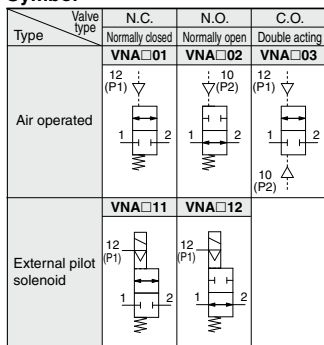 Symbol
Valve type N.C. N.O. C.O.
Type Normally closed Normally open Double acting
VNA□01 VNA□02 VNA□03
12 10 12
(P1) (P2) (P1)
Air operated
1 2 1 2 1 2
10
(P2)
VNA□11 VNA□12
12 12
(P1) (P1)
External pilot
solenoid
1 2 1 2